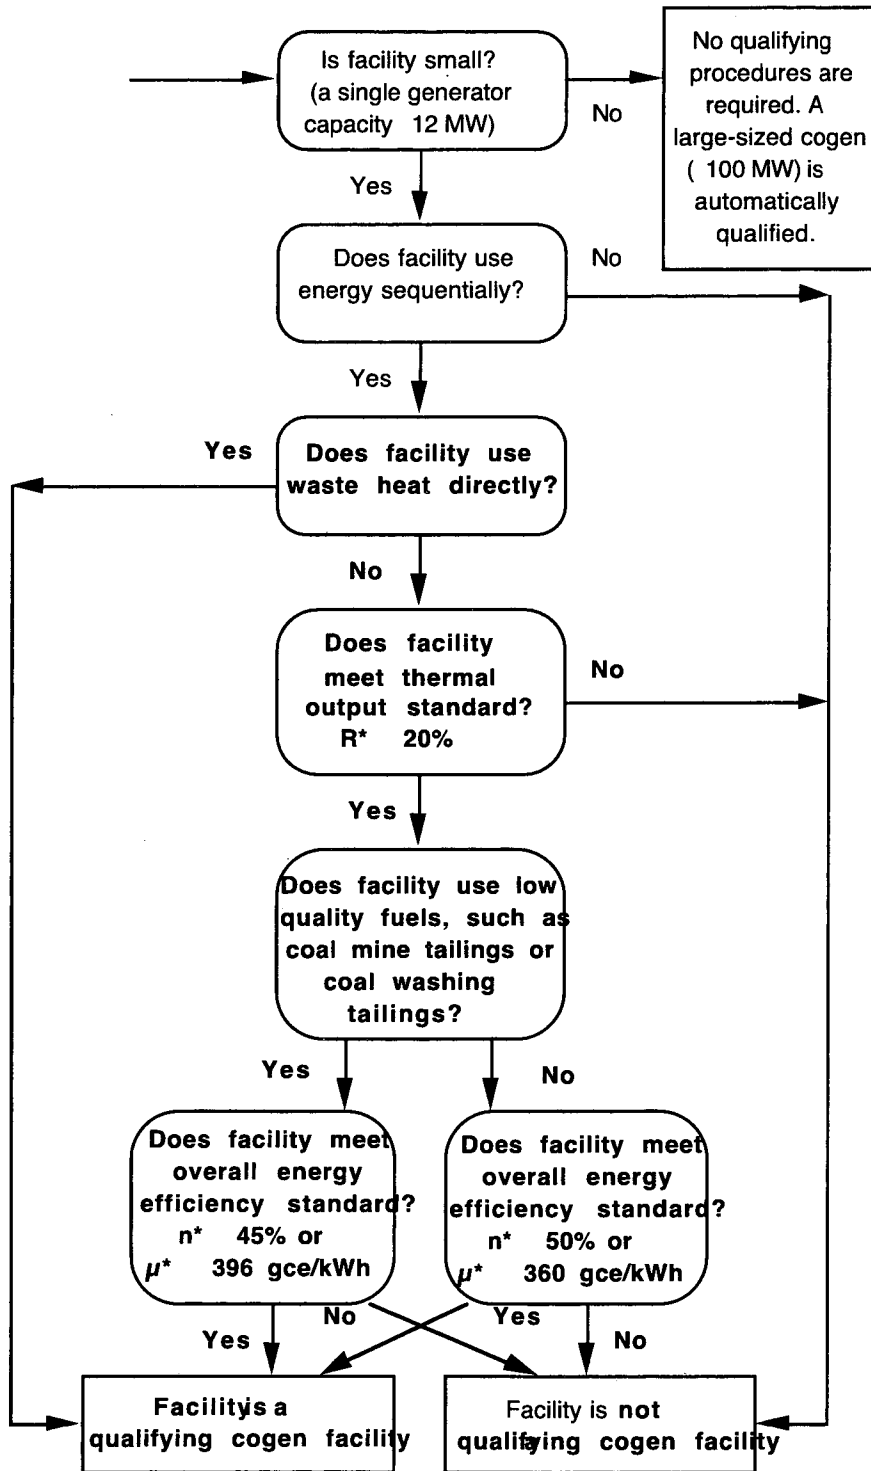 Is facility small?
(a single generator
capacity 12 MW)
No
No qualifying
procedures are
required. A
large-sized cogen
( 100 MW) is
automatically
qualified.
Yes
Does facility use
energy sequentially?
No
Yes
Yes
Does facility use
waste heat directly?
No
Does facility
meet thermal
output standard?
R* 20%
No
Yes
Does facility use low
quality fuels, such as
coal mine tailings or
coal washing
tailings?
Yes
No
Does facility meet
overall energy
efficiency standard?
n* 45% or
µ* 396 gce/kWh
Does facility meet
overall energy
efficiency standard?
n* 50% or
µ* 360 gce/kWh
No
Yes
Yes
No
Facility is a
qualifying cogen facility
Facility is not
qualifying cogen facility